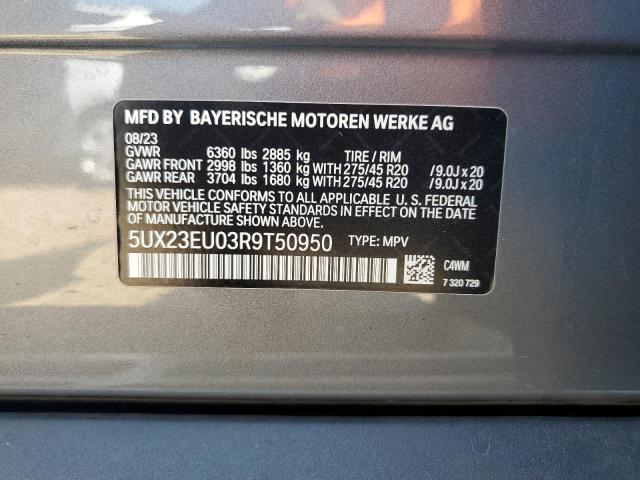 MFD BY BAYERISCHE MOTOREN WERKE AG
08/23
GVWR 6360 lbs 2885 kg TIRE / RIM
GAWR FRONT 2998 lbs 1360 kg WITH 275/45 R20 / 9.0J x 20
GAWR REAR 3704 lbs 1680 kg WITH 275/45 R20 / 9.0J x 20
THIS VEHICLE CONFORMS TO ALL APPLICABLE U. S. FEDERAL
MOTOR VEHICLE SAFETY STANDARDS IN EFFECT ON THE DATE OF
MANUFACTURE SHOWN ABOVE.
5UX23EU03R9T50950 TYPE: MPV
C4WM
7 320 729